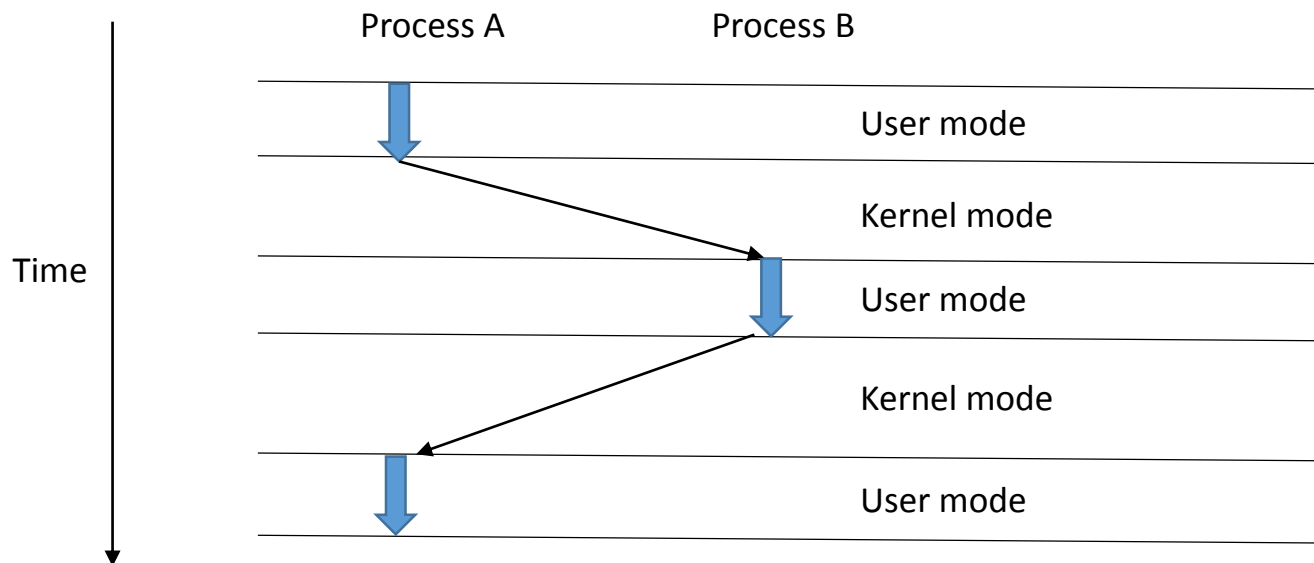 Process A
Process B
User mode
Kernel mode
Time
User mode
Kernel mode
User mode